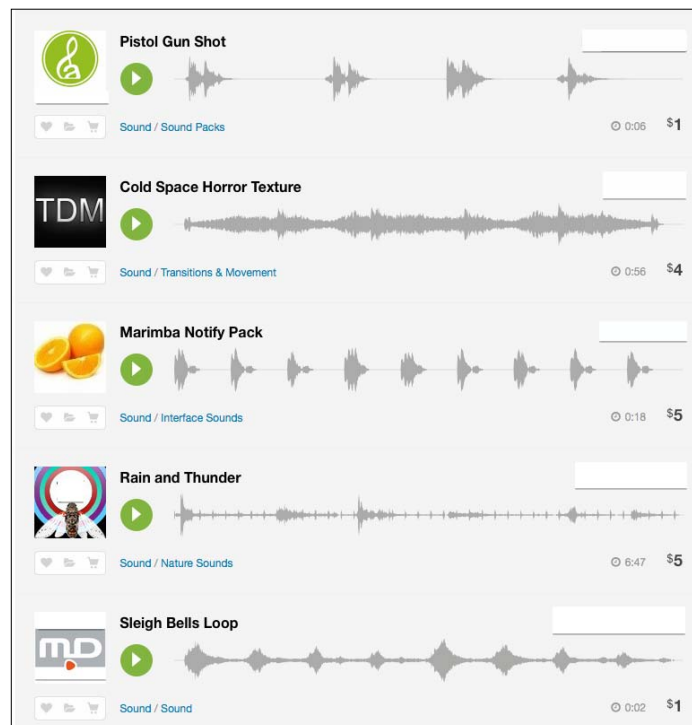 Pistol Gun Shot
Sound / Sound Packs
0:06
$1
TDM
Cold Space Horror Texture
Sound / Transitions & Movement
0:56
$4
Marimba Notify Pack
Sound / Interface Sounds
0:18
$5
Rain and Thunder
Sound / Nature Sounds
6:47
$5
Sleigh Bells Loop
MD
Sound / Sound
0:02
$1